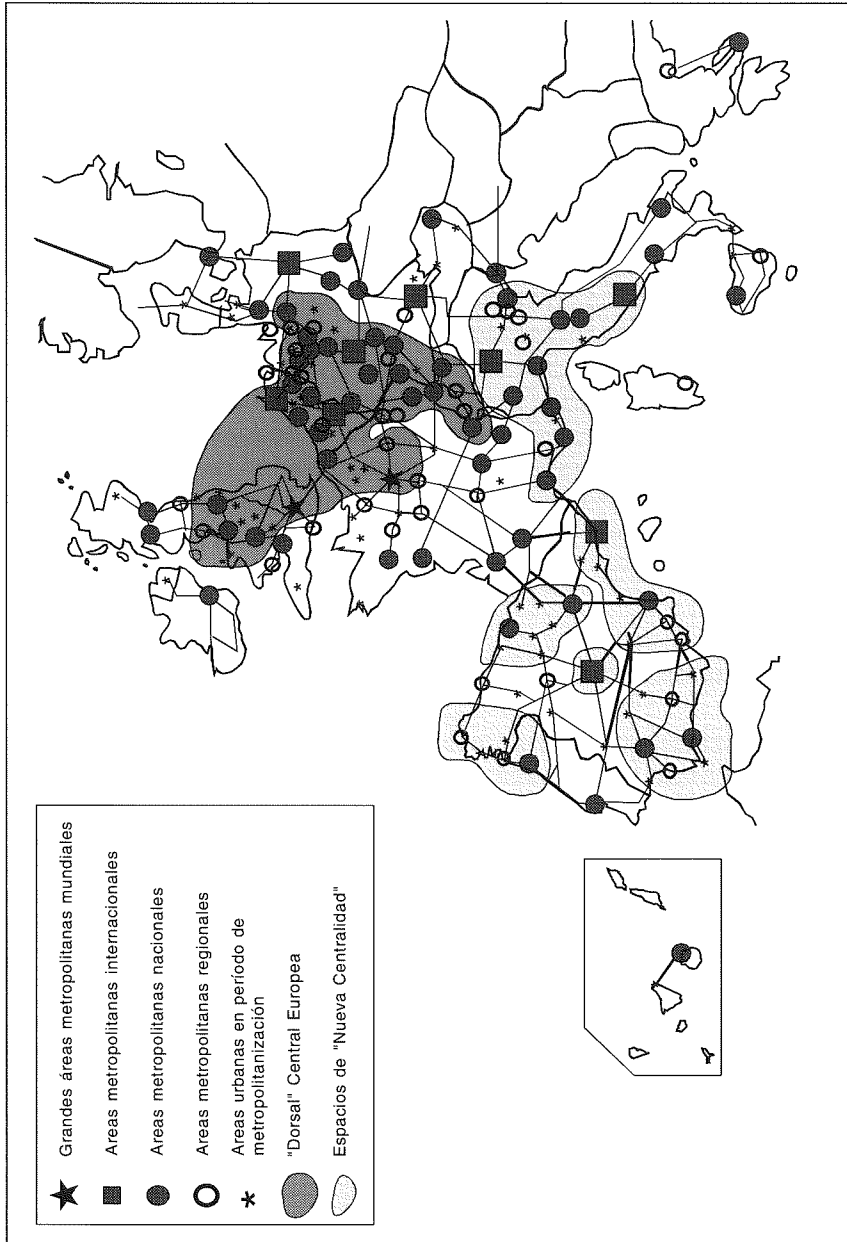 Grandes áreas metropolitanas mundiales
Areas metropolitanas internacionales
Areas metropolitanas nacionales
Areas metropolitanas regionales
Areas urbanas en período de
metropolitanización
"Dorsal" Central Europea
Espacios de "Nueva Centralidad"